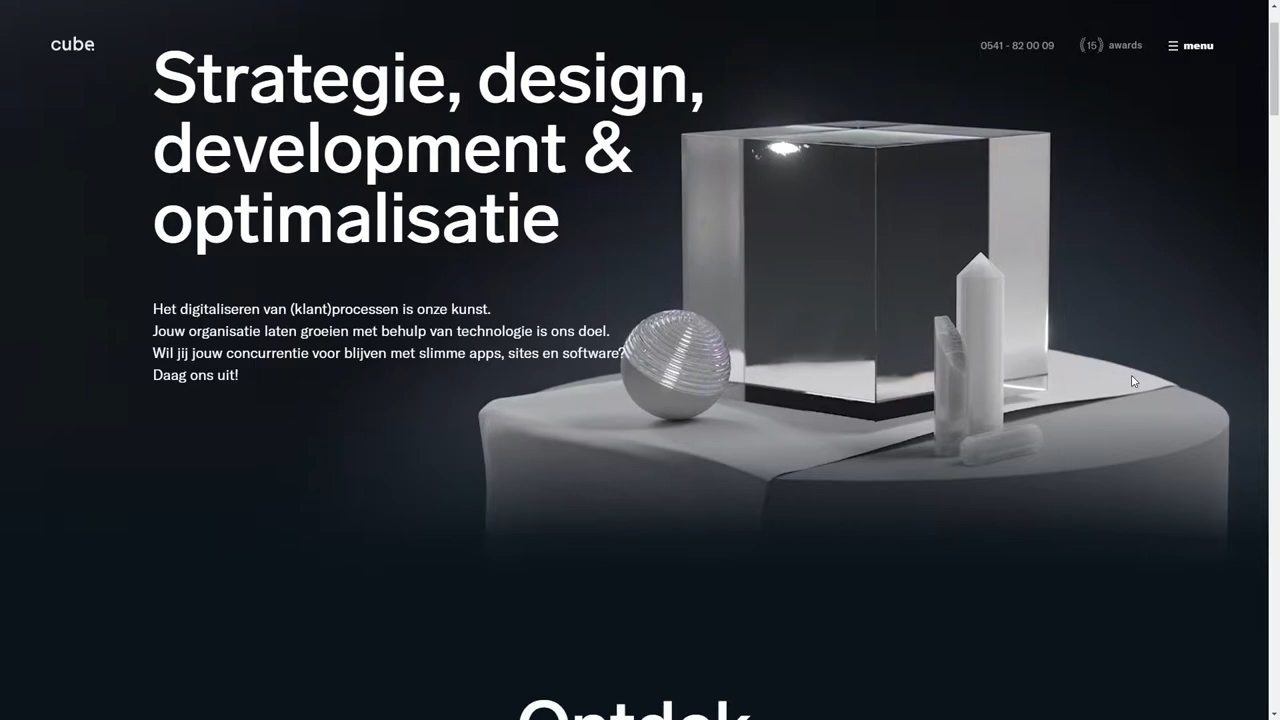 cube.
0541 - 82 00 09
15 awards
menu
Strategie, design,
development &
optimalisatie
Het digitaliseren van (klant)processen is onze kunst.
Jouw organisatie laten groeien met behulp van technologie is ons doel.
Wil jij jouw concurrentie voor blijven met slimme apps, sites en software?
Daag ons uit!
Ontdek